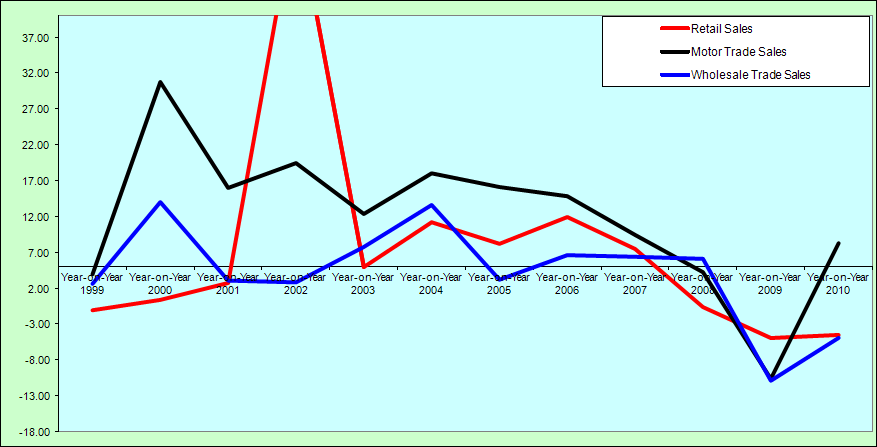 37.00
32.00
27.00
22.00
17.00
12.00
7.00
2.00
-3.00
-8.00
-13.00
-18.00
Retail Sales
Motor Trade Sales
Wholesale Trade Sales
Year-on-Year Year-on-Year Year-on-Year Year-on-Year Year-on-Year Year-on-Year Year-on-Year Year-on-Year Year-on-Year Year-on-Year Year-on-Year Year-on-Year
1999 2000 2001 2002 2003 2004 2005 2006 2007 2008 2009 2010